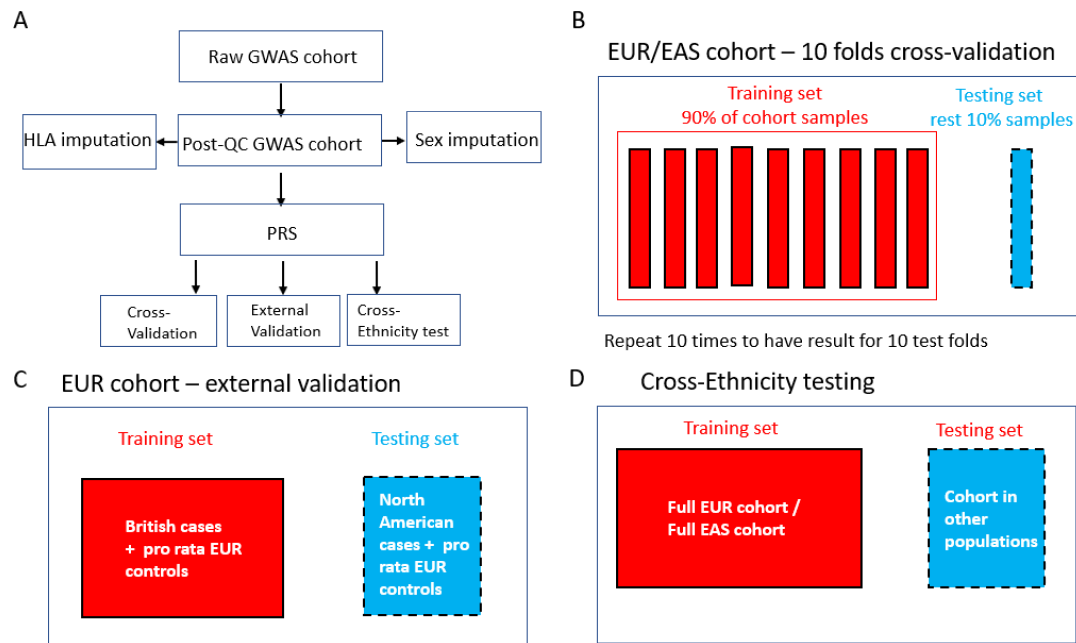 A
Raw GWAS cohort
HLA imputation
Post-QC GWAS cohort
Sex imputation
PRS
Cross-
Validation
External
Validation
Cross-
Ethnicity test
B
EUR/EAS cohort – 10 folds cross-validation
Training set
90% of cohort samples
Testing set
rest 10% samples
Repeat 10 times to have result for 10 test folds
C
EUR cohort – external validation
Training set
Testing set
British cases
+ pro rata EUR
controls
North
American
cases + pro
rata EUR
controls
D
Cross-Ethnicity testing
Training set
Testing set
Full EUR cohort /
Full EAS cohort
Cohort in
other
populations